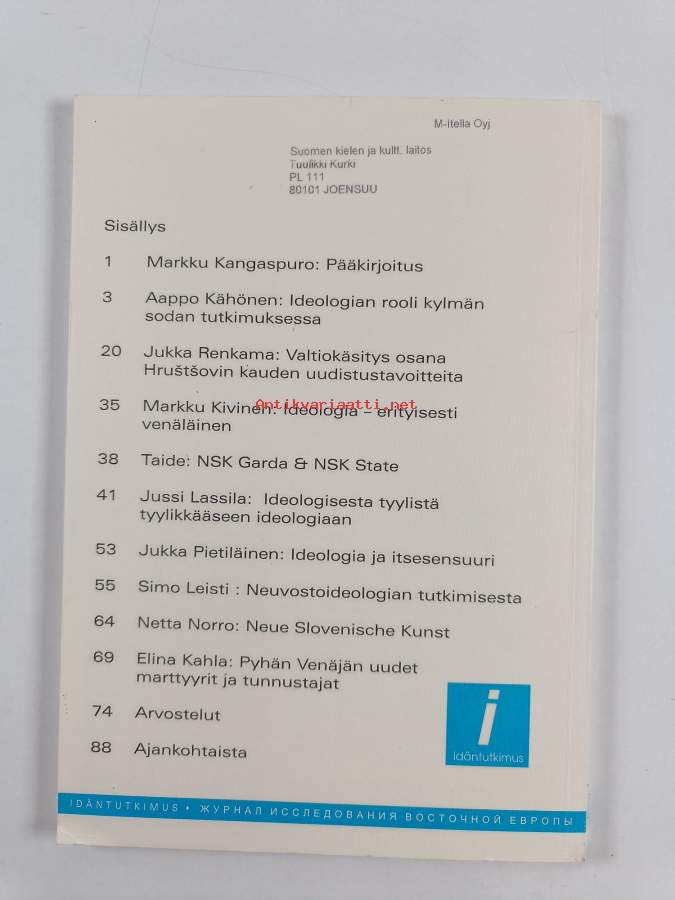 M-Itella Oyj
Suomen kielen ja kultt. laitos
Tuulikki Kurki
PL 111
80101 JOENSUU
Sisällys
1 Markku Kangaspuro: Pääkirjoitus
3 Aappo Kähönen: Ideologian rooli kylmän
sodan tutkimuksessa
20 Jukka Renkama: Valtiokäsitys osana
Hruštšovin kauden uudistustavoitteita
Antikvariaatti.net
35 Markku Kivinen: Ideologia – erityisesti
venäläinen
38 Taide: NSK Garda & NSK State
41 Jussi Lassila: Ideologisesta tyylistä
tyylikkääseen ideologiaan
53 Jukka Pietiläinen: Ideologia ja itsesensuuri
55 Simo Leisti : Neuvostoideologian tutkimisesta
64 Netta Norro: Neue Slovenische Kunst
69 Elina Kahla: Pyhän Venäjän uudet
marttyyrit ja tunnustajat
74 Arvostelut
88 Ajankohtaista
i
Idäntutkimus
IDÄNTUTKIMUS • ЖУРНАЛ ИССЛЕДОВАНИЯ ВОСТОЧНОЙ ЕВРОПЫ